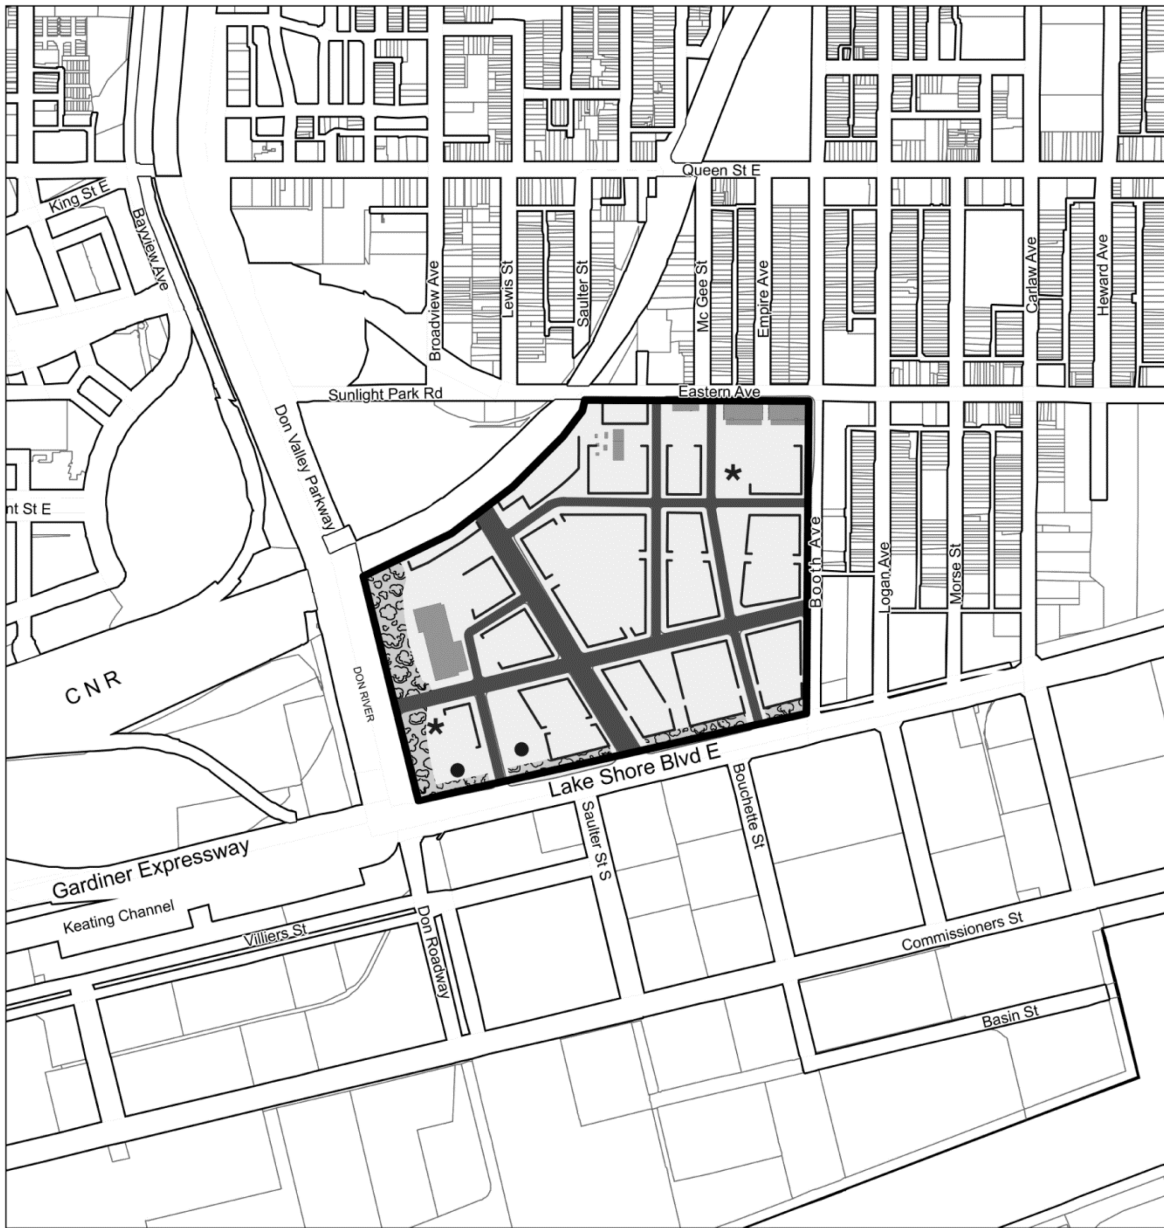 Queen St E
King St E
Bayview Ave
Broadview Ave
Lewis St
Saulter St
Mc Gee St
Empire Ave
Carlaw Ave
Heward Ave
Sunlight Park Rd
Eastern Ave
Don Valley Parkway
nt St E
Booth Ave
Logan Ave
Morse St
CNR
DON RIVER
*
*
Lake Shore Blvd E
Bouchette St
Saulter St S
Gardiner Expressway
Keating Channel
Villiers St
Don Roadway
Commissioners St
Basin St